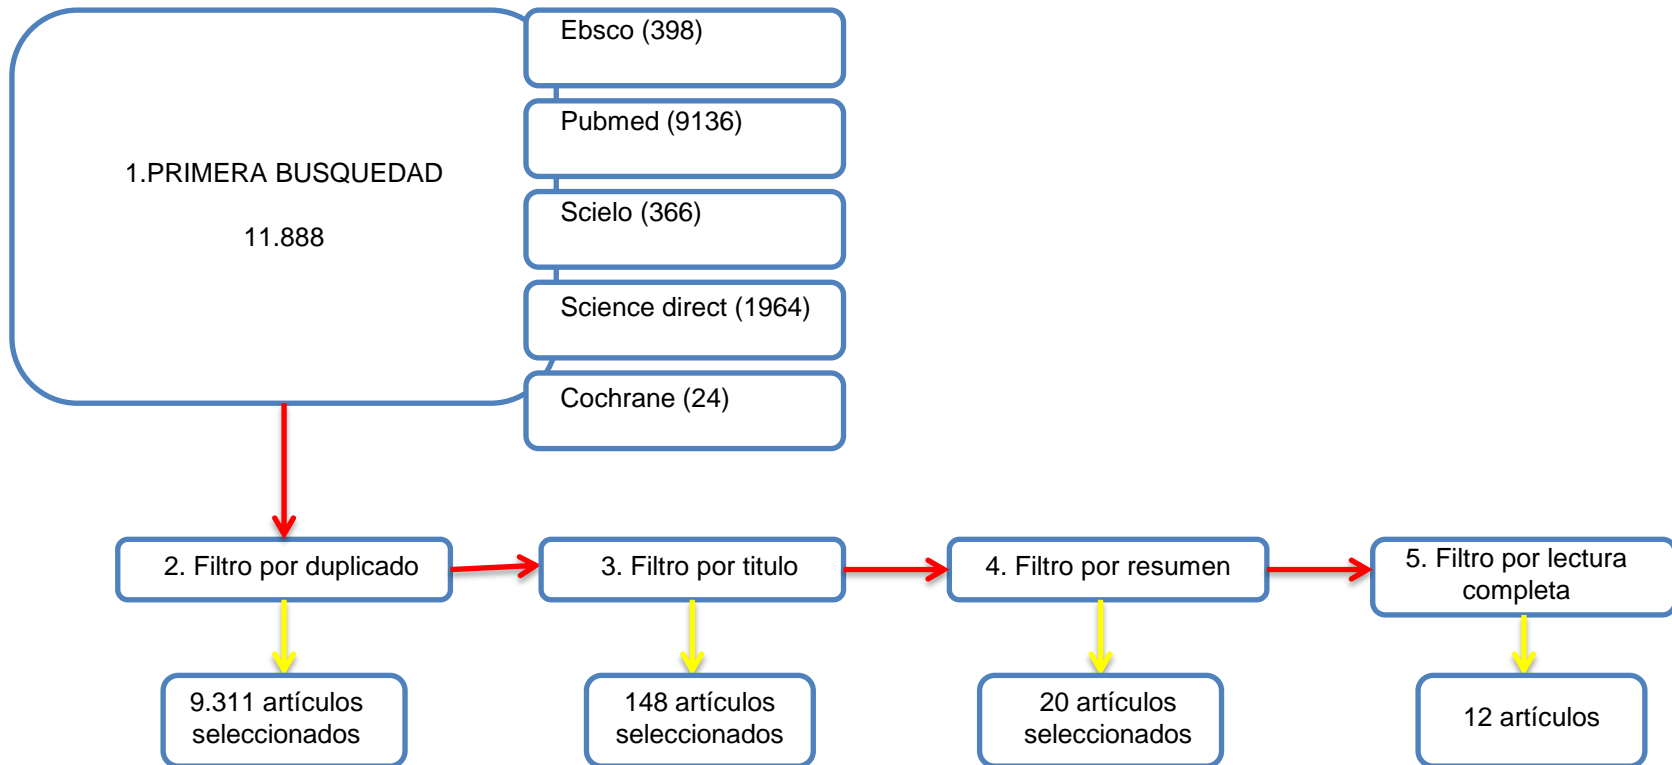 1.PRIMERA BUSQUEDAD
11.888
Ebsco (398)
Pubmed (9136)
Scielo (366)
Science direct (1964)
Cochrane (24)
2. Filtro por duplicado
3. Filtro por titulo
4. Filtro por resumen
5. Filtro por lectura
completa
9.311 artículos
seleccionados
148 artículos
seleccionados
20 artículos
seleccionados
12 artículos